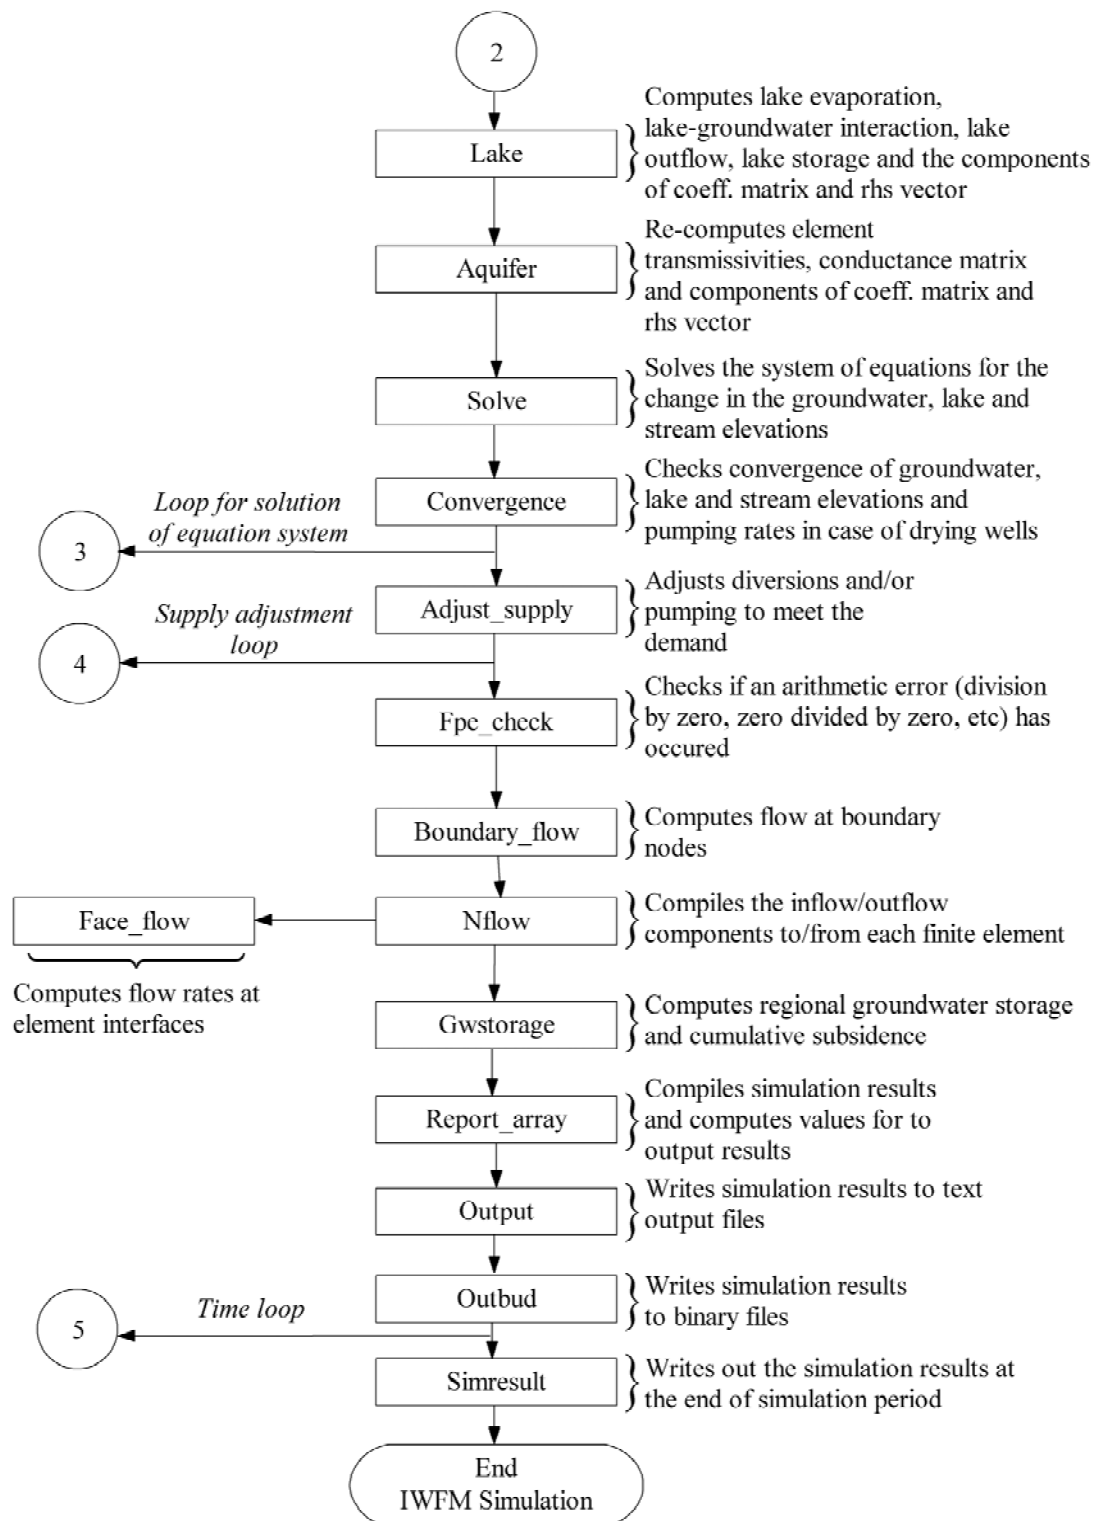 2
Lake
Computes lake evaporation,
lake-groundwater interaction, lake
outflow, lake storage and the components
of coeff. matrix and rhs vector
Aquifer
Re-computes element
transmissivities, conductance matrix
and components of coeff. matrix and
rhs vector
Solve
Solves the system of equations for the
change in the groundwater, lake and
stream elevations
Convergence
Checks convergence of groundwater,
lake and stream elevations and
pumping rates in case of drying wells
Loop for solution
of equation system
3
Adjust_supply
Adjusts diversions and/or
pumping to meet the
demand
Supply adjustment
loop
4
Fpe_check
Checks if an arithmetic error (division
by zero, zero divided by zero, etc) has
occured
Boundary_flow
Computes flow at boundary
nodes
Face_flow
Nflow
Compiles the inflow/outflow
components to/from each finite element
Computes flow rates at
element interfaces
Gwstorage
Computes regional groundwater storage
and cumulative subsidence
Report_array
Compiles simulation results
and computes values for to
output results
Output
Writes simulation results to text
output files
Outbud
Writes simulation results
to binary files
Time loop
5
Simresult
Writes out the simulation results at
the end of simulation period
End
IWFM Simulation